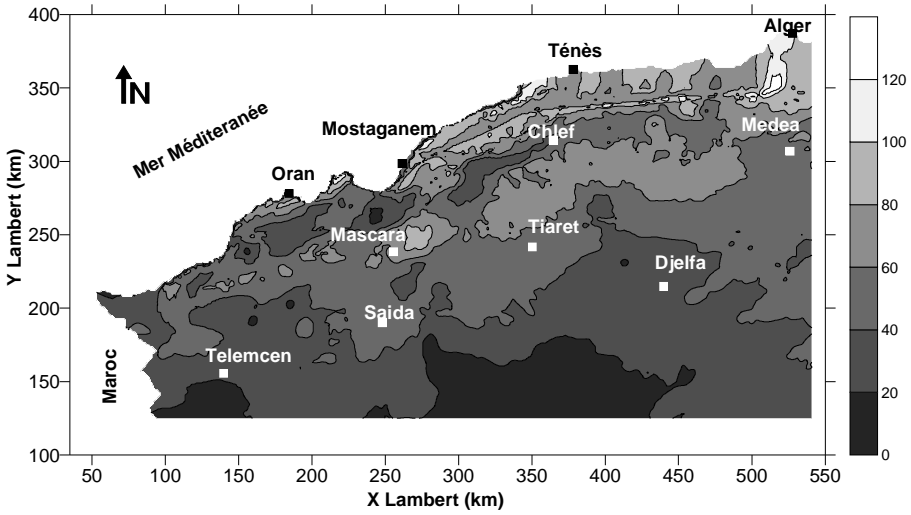 400
350
300
250
200
150
100
Y Lambert (km)
N
Mer Méditeranée
Alger
Ténès
Mostaganem
Chlef
Medea
Oran
Mascara
Tiaret
Djelfa
Saida
Telemcen
Maroc
50
100
150
200
250
300
350
400
450
500
550
X Lambert (km)
120
100
80
60
40
20
0